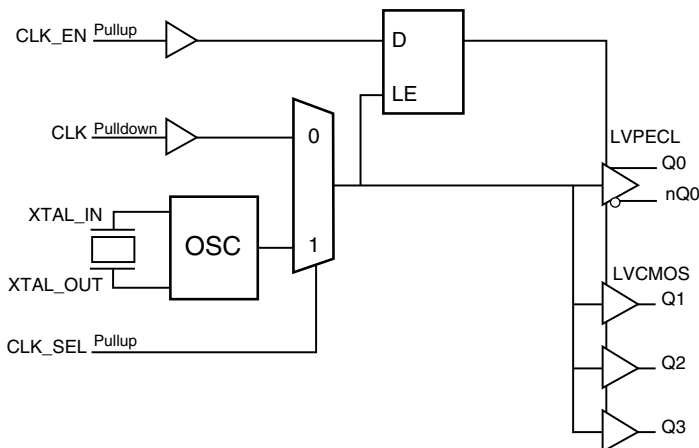 CLK_EN Pullup
D
LE
CLK Pulldown
0
LVPECL
Q0
nQ0
XTAL_IN
OSC
1
XTAL_OUT
LVCMOS
Q1
CLK_SEL Pullup
Q2
Q3